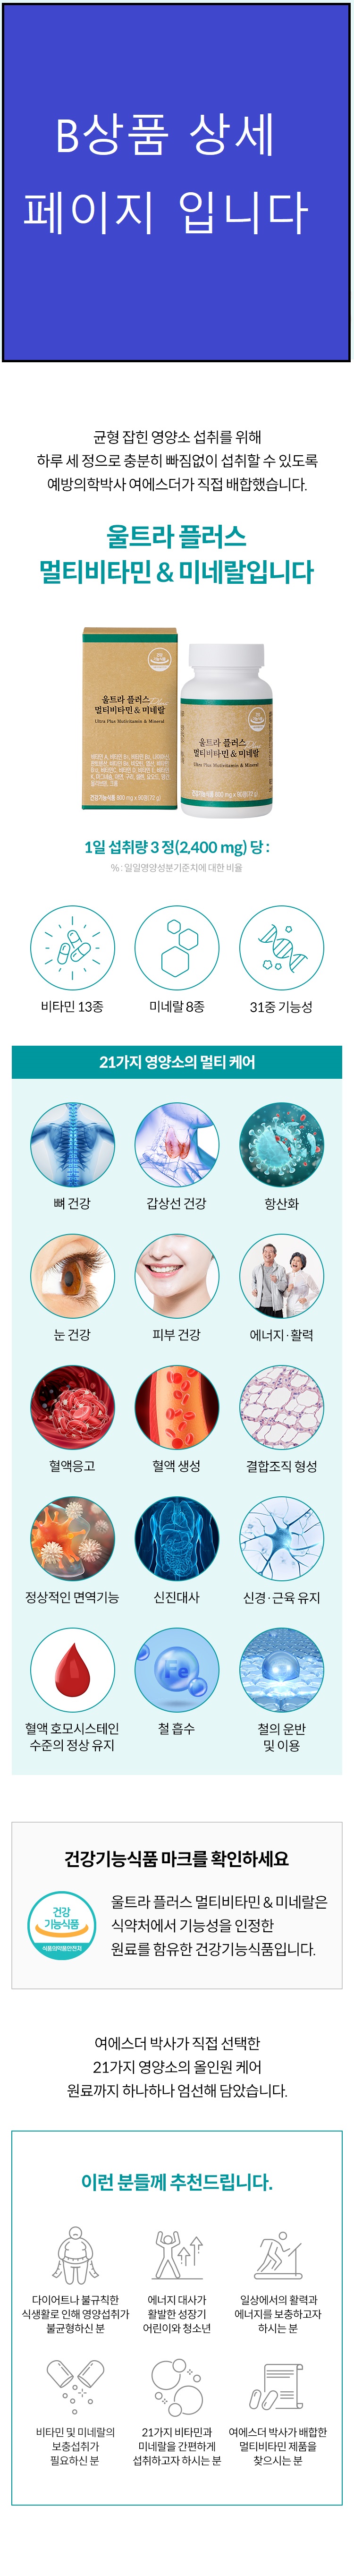 B상품 상세
페이지 입니다
균형 잡힌 영양소 섭취를 위해
하루 세 정으로 충분히 빠짐없이 섭취할 수 있도록
예방의학박사 여에스더가 직접 배합했습니다.
울트라 플러스
멀티비타민 & 미네랄입니다
울트라 플러스
멀티비타민 & 미네랄
Ultra Plus Multivitamin & Mineral
건강기능식품 800 mg x 90정(72 g)
울트라 플러스
멀티비타민 & 미네랄
Ultra Plus Multivitamin & Mineral
건강기능식품 800 mg x 90정(72 g)
1일 섭취량 3 정(2,400 mg) 당 :
% : 일일영양성분기준치에 대한 비율
비타민 13종
미네랄 8종
31중 기능성
21가지 영양소의 멀티 케어
뼈 건강
갑상선 건강
항산화
눈 건강
피부 건강
에너지 · 활력
혈액응고
혈액 생성
결합조직 형성
정상적인 면역기능
신진대사
신경 · 근육 유지
Fe
혈액 호모시스테인
수준의 정상 유지
철 흡수
철의 운반
및 이용
건강기능식품 마크를 확인하세요
건강
기능식품
식품의약품안전처
울트라 플러스 멀티비타민 & 미네랄은
식약처에서 기능성을 인정한
원료를 함유한 건강기능식품입니다.
여에스더 박사가 직접 선택한
21가지 영양소의 올인원 케어
원료까지 하나하나 엄선해 담았습니다.
이런 분들께 추천드립니다.
다이어트나 불규칙한
식생활로 인해 영양섭취가
불균형하신 분
에너지 대사가
활발한 성장기
어린이와 청소년
일상에서의 활력과
에너지를 보충하고자
하시는 분
비타민 및 미네랄의
보충섭취가
필요하신 분
21가지 비타민과
미네랄을 간편하게
섭취하고자 하시는 분
여에스더 박사가 배합한
멀티비타민 제품을
찾으시는 분